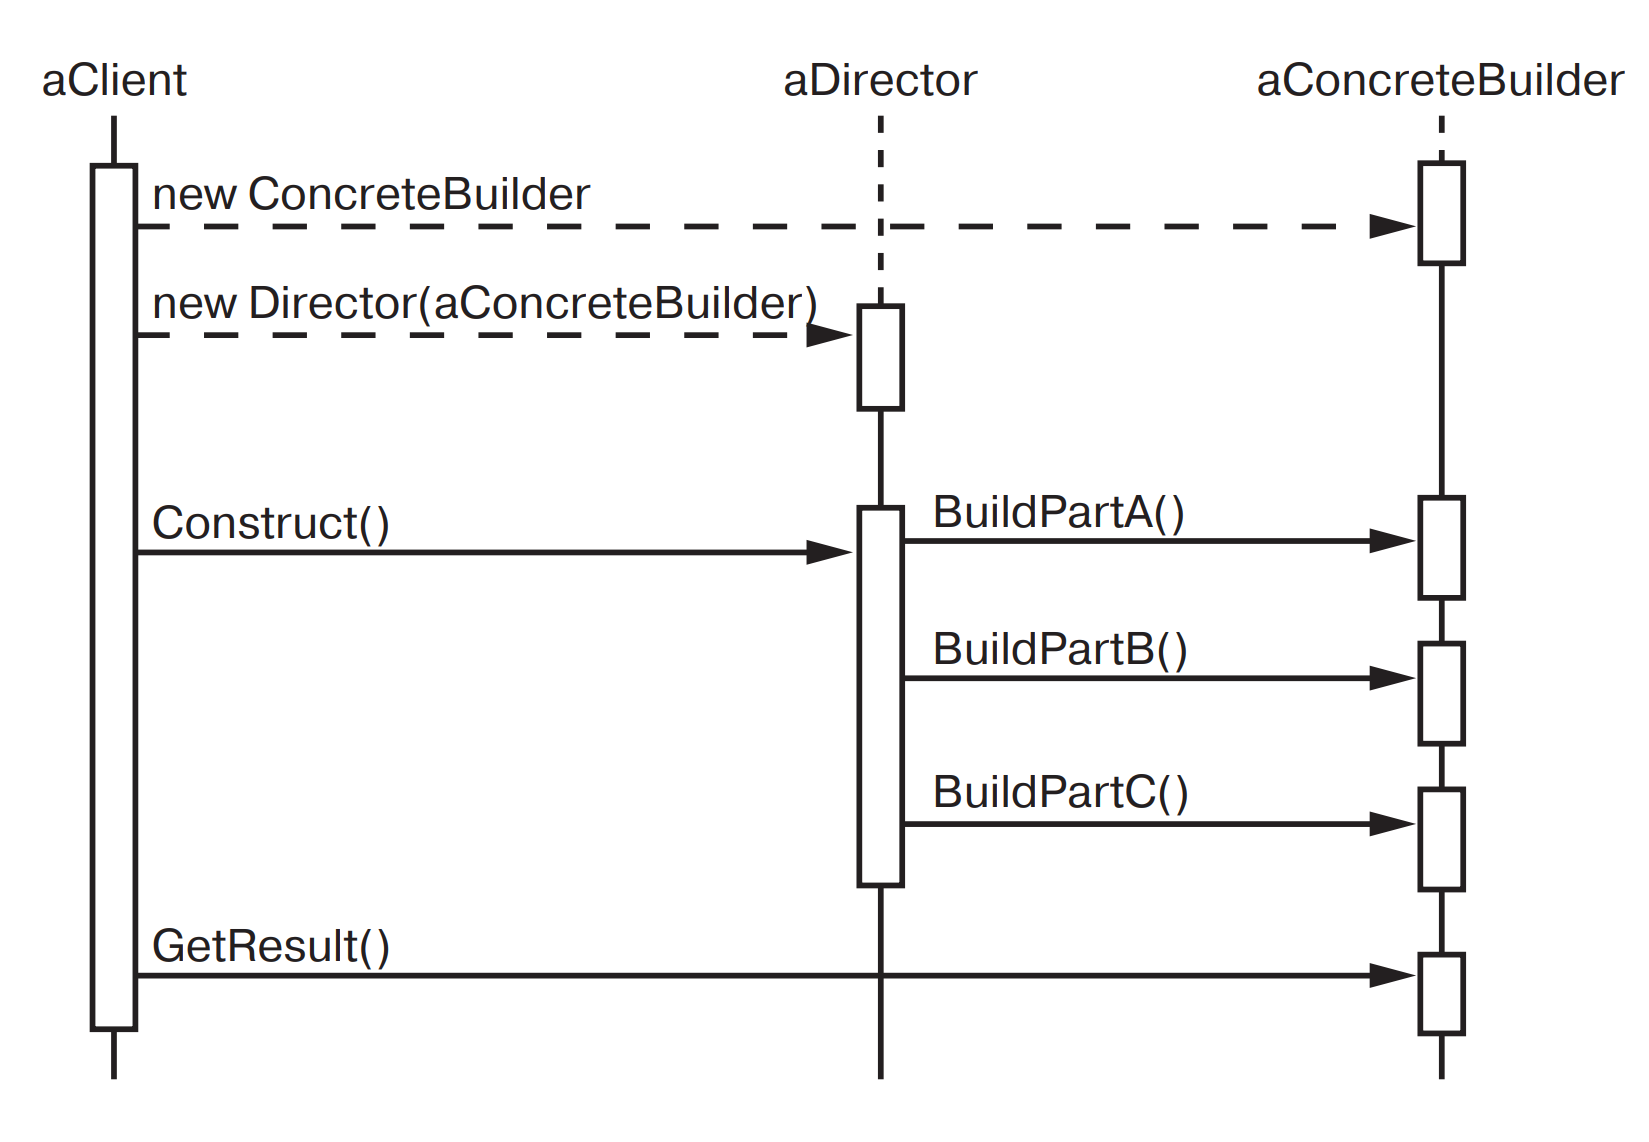 aClient
aDirector
aConcreteBuilder
new ConcreteBuilder
new Director(aConcreteBuilder)
Construct()
BuildPartA()
BuildPartB()
BuildPartC()
GetResult()